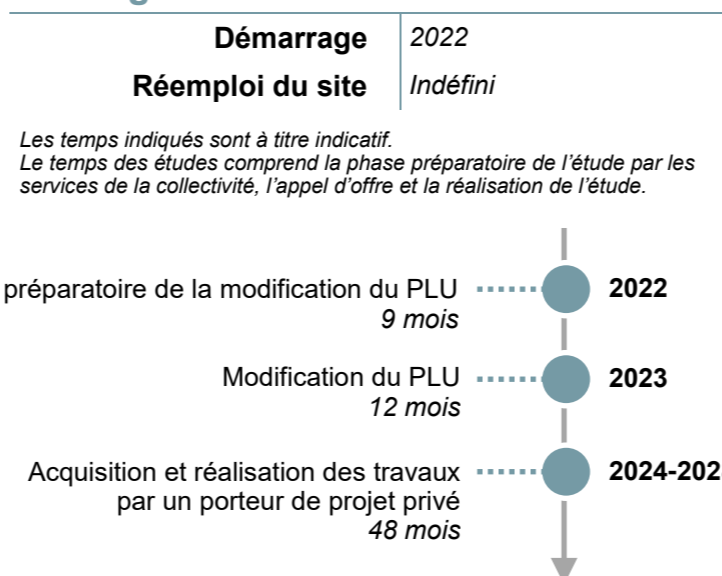 Démarrage 2022
Réemploi du site Indéfini
Les temps indiqués sont à titre indicatif.
Le temps des études comprend la phase préparatoire de l'étude par les
services de la collectivité, l'appel d'offre et la réalisation de l'étude.
préparatoire de la modification du PLU 2022
9 mois
Modification du PLU 2023
12 mois
Acquisition et réalisation des travaux 2024-202
par un porteur de projet privé
48 mois